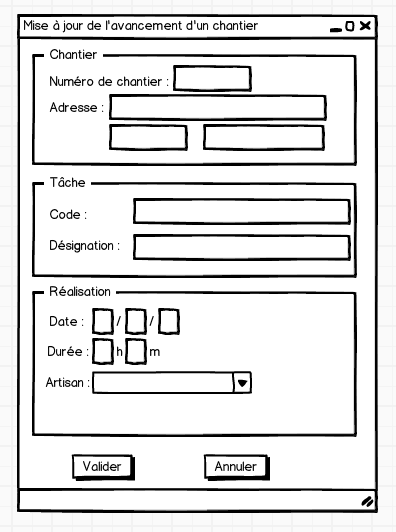 Mise à jour de l'avancement d'un chantier
Chantier
Numéro de chantier :
Adresse :
Tâche
Code :
Désignation :
Réalisation
Date : / /
Durée : h m
Artisan :
Valider Annuler